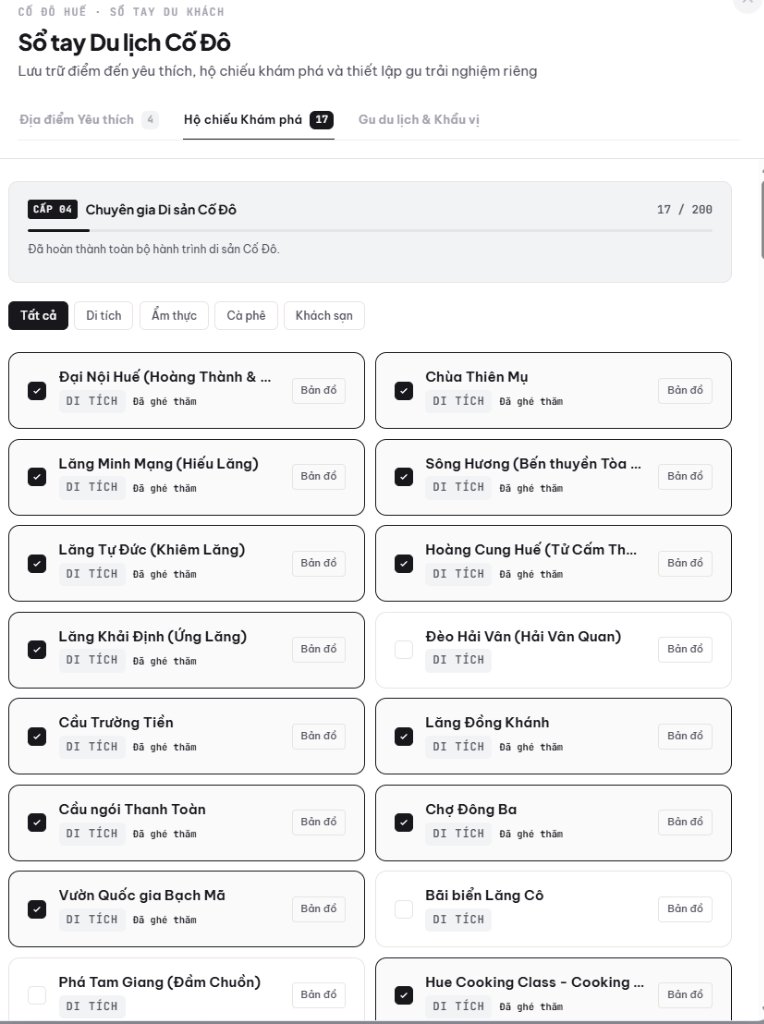 CỐ ĐÔ HUẾ · SỔ TAY DU KHÁCH
Sổ tay Du lịch Cố Đô
Lưu trữ điểm đến yêu thích, hộ chiếu khám phá và thiết lập gu trải nghiệm riêng
Địa điểm Yêu thích 4 Hộ chiếu Khám phá 17 Gu du lịch & Khẩu vị
CẤP 04 Chuyên gia Di sản Cố Đô 17 / 200
Đã hoàn thành toàn bộ hành trình di sản Cố Đô.
Tất cả Di tích Ẩm thực Cà phê Khách sạn
Đại Nội Huế (Hoàng Thành & ... Bản đồ
DI TÍCH Đã ghé thăm
Chùa Thiên Mụ Bản đồ
DI TÍCH Đã ghé thăm
Lăng Minh Mạng (Hiếu Lăng) Bản đồ
DI TÍCH Đã ghé thăm
Sông Hương (Bến thuyền Tòa ... Bản đồ
DI TÍCH Đã ghé thăm
Lăng Tự Đức (Khiêm Lăng) Bản đồ
DI TÍCH Đã ghé thăm
Hoàng Cung Huế (Tử Cấm Th... Bản đồ
DI TÍCH Đã ghé thăm
Lăng Khải Định (Ứng Lăng) Bản đồ
DI TÍCH Đã ghé thăm
Đèo Hải Vân (Hải Vân Quan) Bản đồ
DI TÍCH
Cầu Trường Tiền Bản đồ
DI TÍCH Đã ghé thăm
Lăng Đồng Khánh Bản đồ
DI TÍCH Đã ghé thăm
Cầu ngói Thanh Toàn Bản đồ
DI TÍCH Đã ghé thăm
Chợ Đông Ba Bản đồ
DI TÍCH Đã ghé thăm
Vườn Quốc gia Bạch Mã Bản đồ
DI TÍCH Đã ghé thăm
Bãi biển Lăng Cô Bản đồ
DI TÍCH
Phá Tam Giang (Đầm Chuồn) Bản đồ
DI TÍCH
Hue Cooking Class - Cooking ... Bản đồ
DI TÍCH Đã ghé thăm